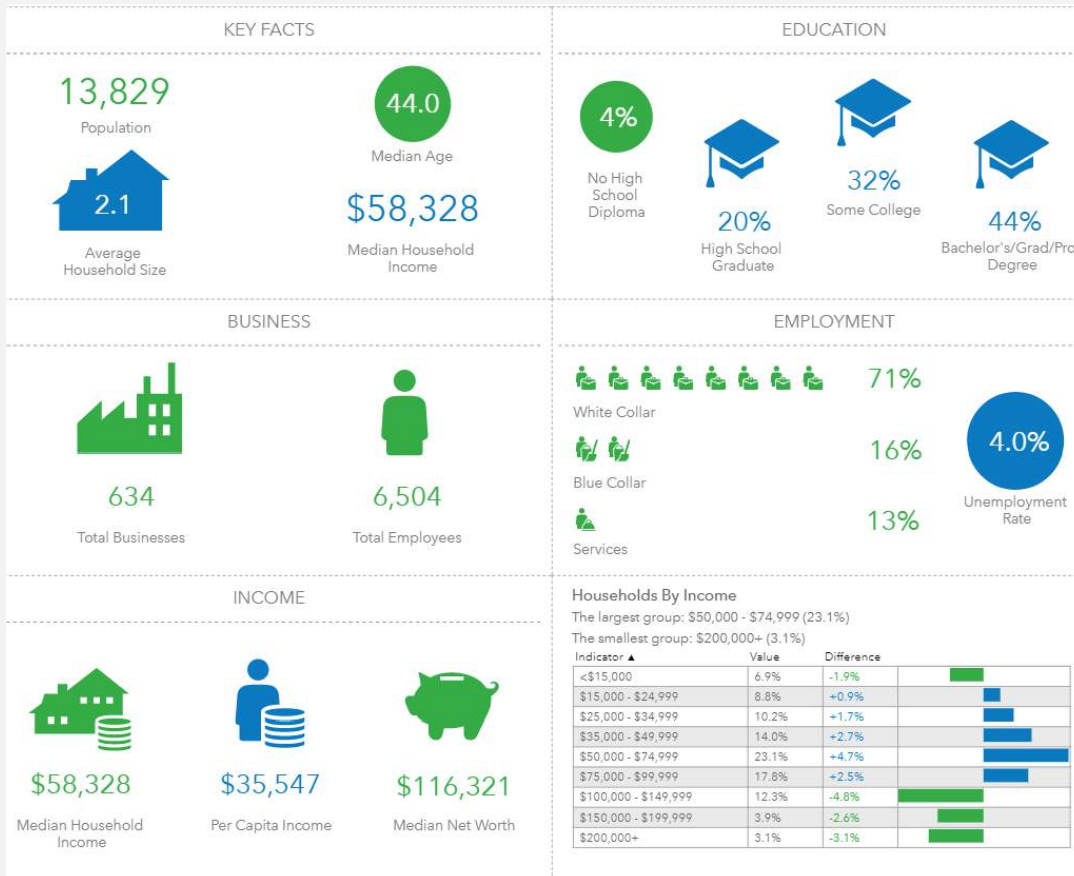 KEY FACTS
13,829
Population
44.0
Median Age
2.1
Average
Household Size
$58,328
Median Household
Income
EDUCATION
4%
No High
School
Diploma
20%
High School
Graduate
32%
Some College
44%
Bachelor's/Grad/Pro
Degree
BUSINESS
634
Total Businesses
6,504
Total Employees
EMPLOYMENT
71%
White Collar
16%
Blue Collar
13%
Services
4.0%
Unemployment
Rate
INCOME
$58,328
Median Household
Income
$35,547
Per Capita Income
$116,321
Median Net Worth
Households By Income
The largest group: $50,000 - $74,999 (23.1%)
The smallest group: $200,000+ (3.1%)
Indicator ▲ Value Difference
<$15,000 6.9% -1.9%
$15,000 - $24,999 8.8% +0.9%
$25,000 - $34,999 10.2% +1.7%
$35,000 - $49,999 14.0% +2.7%
$50,000 - $74,999 23.1% +4.7%
$75,000 - $99,999 17.8% +2.5%
$100,000 - $149,999 12.3% -4.8%
$150,000 - $199,999 3.9% -2.6%
$200,000+ 3.1% -3.1%